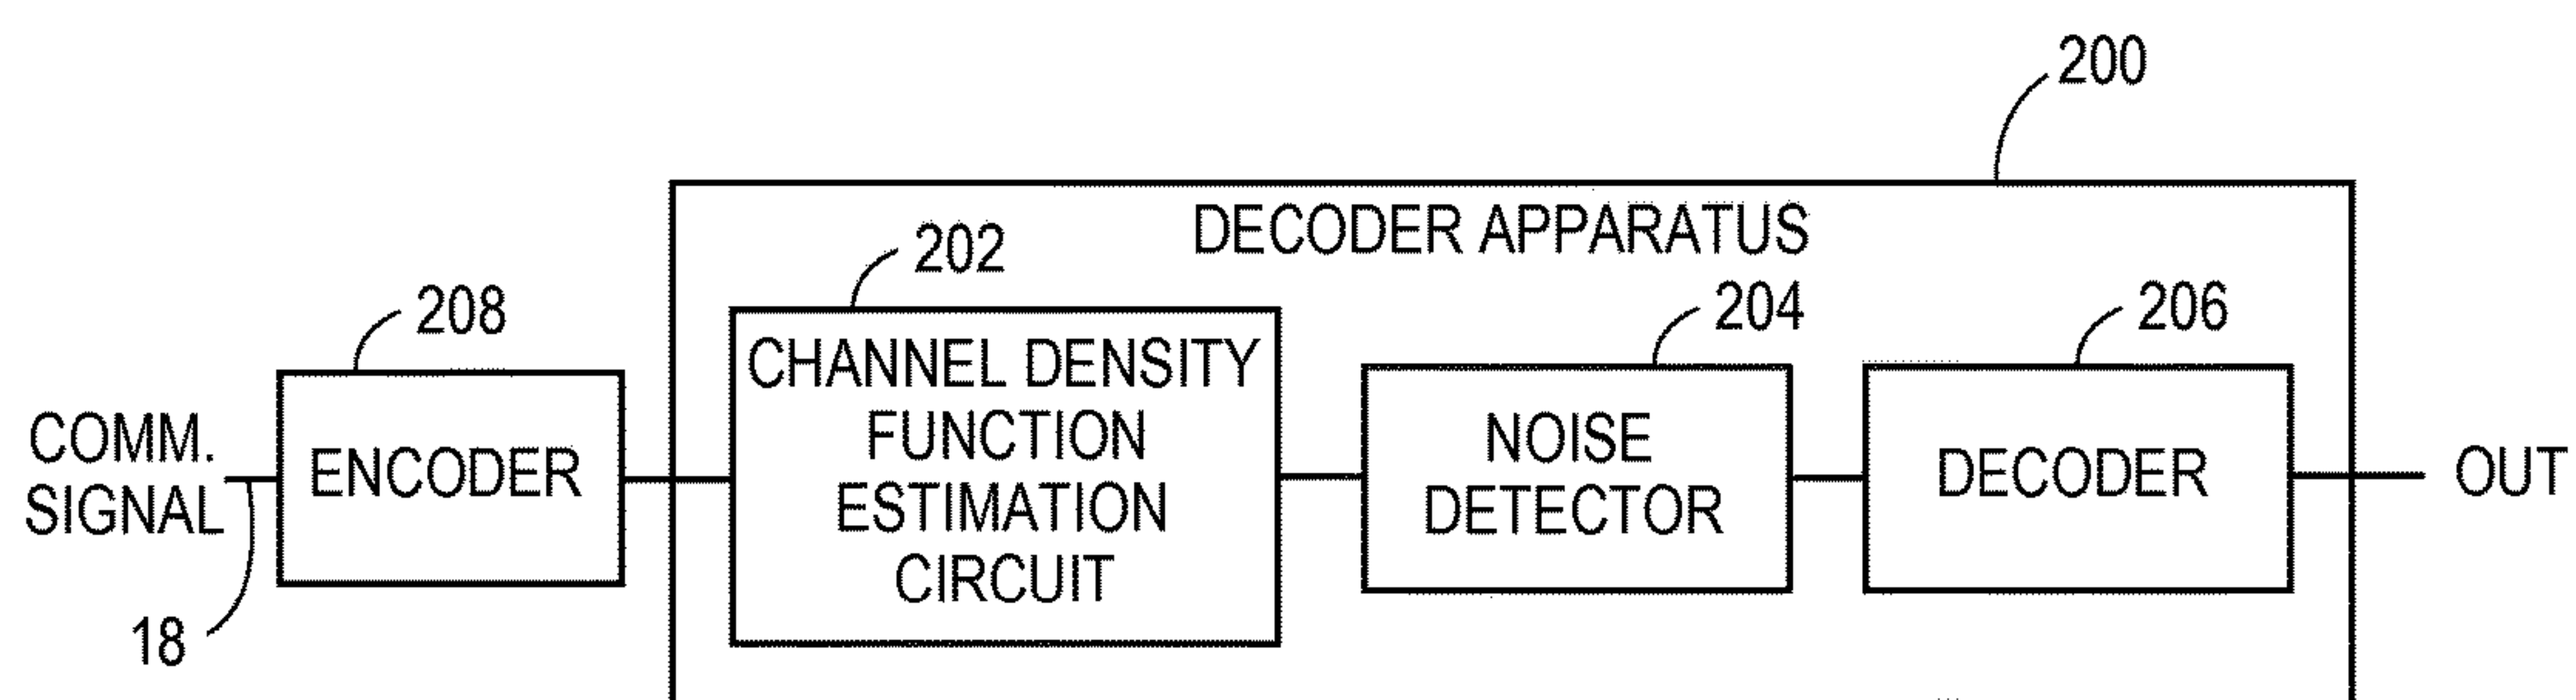 200
DECODER APPARATUS
202
208
204
206
COMM.
SIGNAL
ENCODER
CHANNEL DENSITY
FUNCTION
ESTIMATION
CIRCUIT
NOISE
DETECTOR
DECODER
OUT
18